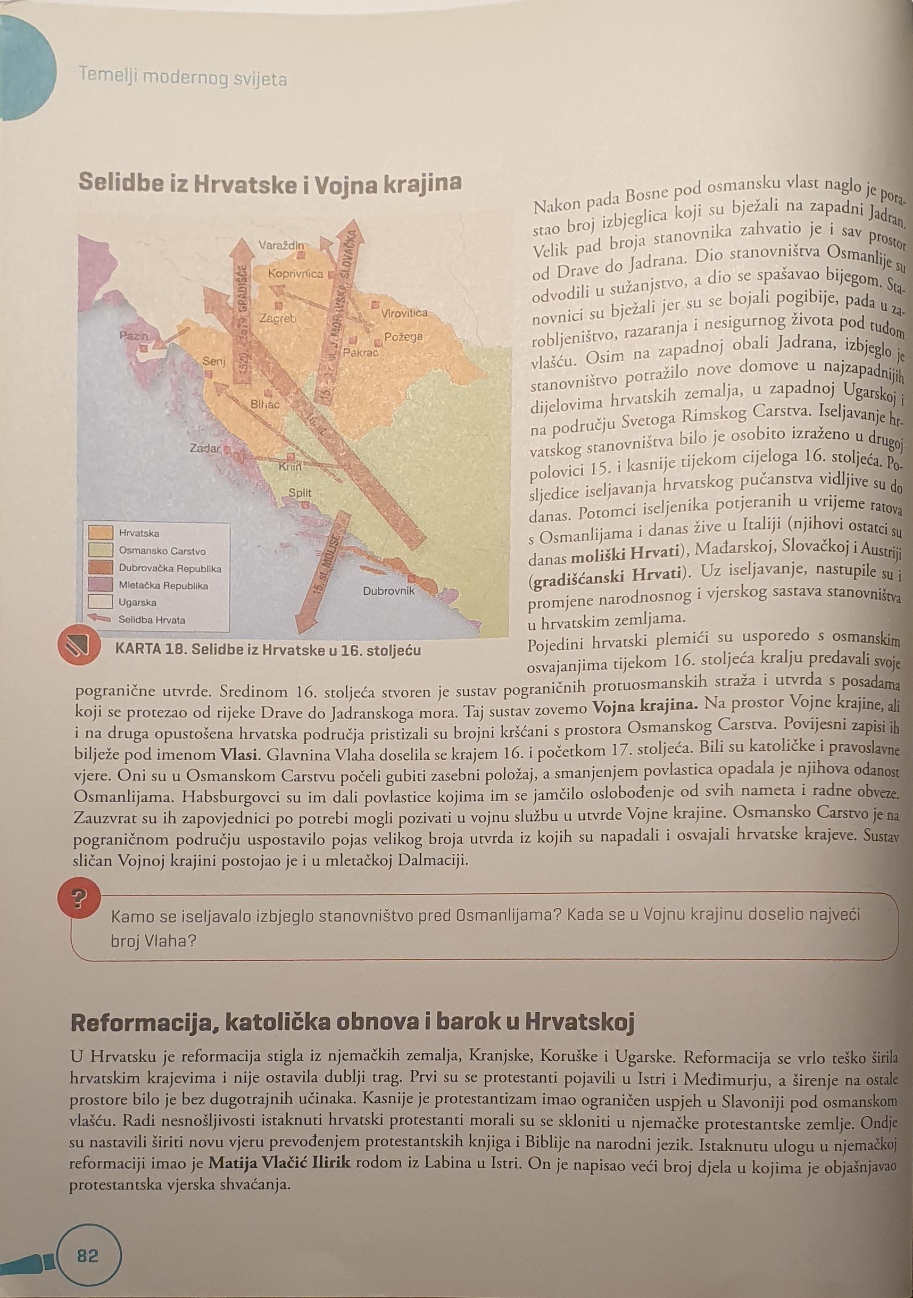 Temelji modernog svijeta
Selidbe iz Hrvatske i Vojna krajina
Varaždin
Koprivnica
Zagreb
Virovitica
Požega
Pakrac
Pazin
Senj
Bihać
Zadar
Knin
Split
Dubrovnik
GRADIŠĆE
SLOVAČKA
16. st.
15. st. MOLISE
Hrvatska
Osmansko Carstvo
Dubrovačka Republika
Mletačka Republika
Ugarska
Selidba Hrvata
KARTA 18. Selidbe iz Hrvatske u 16. stoljeću
Nakon pada Bosne pod osmansku vlast naglo je pora-
stao broj izbjeglica koji su bježali na zapadni Jadran.
Velik pad broja stanovnika zahvatio je i sav prostor
od Drave do Jadrana. Dio stanovništva Osmanlije su
odvodili u sužanjstvo, a dio se spašavao bijegom. Sta-
novnici su bježali jer su se bojali pogibije, pada u za-
robljeništvo, razaranja i nesigurnog života pod tuđom
vlašću. Osim na zapadnoj obali Jadrana, izbjeglo je
stanovništvo potražilo nove domove u najzapadnijih
dijelovima hrvatskih zemalja, u zapadnoj Ugarskoj i
na području Svetoga Rimskog Carstva. Iseljavanje hr-
vatskog stanovništva bilo je osobito izraženo u drugoj
polovici 15. i kasnije tijekom cijeloga 16. stoljeća. Po-
sljedice iseljavanja hrvatskog pučanstva vidljive su do
danas. Potomci iseljenika potjeranih u vrijeme ratova
s Osmanlijama i danas žive u Italiji (njihovi ostatci su
danas moliški Hrvati), Mađarskoj, Slovačkoj i Austriji
(gradišćanski Hrvati). Uz iseljavanje, nastupile su i
promjene narodnosnog i vjerskog sastava stanovništva
u hrvatskim zemljama.
Pojedini hrvatski plemići su usporedo s osmanskim
osvajanjima tijekom 16. stoljeća kralju predavali svoje
pogranične utvrde. Sredinom 16. stoljeća stvoren je sustav pograničnih protuosmanskih straža i utvrda s posadama
koji se protezao od rijeke Drave do Jadranskoga mora. Taj sustav zovemo Vojna krajina. Na prostor Vojne krajine, ali
i na druga opustošena hrvatska područja pristizali su brojni kršćani s prostora Osmanskog Carstva. Povijesni zapisi ih
bilježe pod imenom Vlasi. Glavnina Vlaha doselila se krajem 16. i početkom 17. stoljeća. Bili su katoličke i pravoslavne
vjere. Oni su u Osmanskom Carstvu počeli gubiti zasebni položaj, a smanjenjem povlastica opadala je njihova odanost
Osmanlijama. Habsburgovci su im dali povlastice kojima im se jamčilo oslobođenje od svih nameta i radne obveze.
Zauzvrat su ih zapovjednici po potrebi mogli pozivati u vojnu službu u utvrde Vojne krajine. Osmansko Carstvo je na
pograničnom području uspostavilo pojas velikog broja utvrda iz kojih su napadali i osvajali hrvatske krajeve. Sustav
sličan Vojnoj krajini postojao je i u mletačkoj Dalmaciji.
?
Kamo se iseljavalo izbjeglo stanovništvo pred Osmanlijama? Kada se u Vojnu krajinu doselio najveći
broj Vlaha?
Reformacija, katolička obnova i barok u Hrvatskoj
U Hrvatsku je reformacija stigla iz njemačkih zemalja, Kranjske, Koruške i Ugarske. Reformacija se vrlo teško širila
hrvatskim krajevima i nije ostavila dublji trag. Prvi su se protestanti pojavili u Istri i Međimurju, a širenje na ostale
prostore bilo je bez dugotrajnih učinaka. Kasnije je protestantizam imao ograničen uspjeh u Slavoniji pod osmanskom
vlašću. Radi nesnošljivosti istaknuti hrvatski protestanti morali su se skloniti u njemačke protestantske zemlje. Ondje
su nastavili širiti novu vjeru prevođenjem protestantskih knjiga i Biblije na narodni jezik. Istaknutu ulogu u njemačkoj
reformaciji imao je Matija Vlačić Ilirik rodom iz Labina u Istri. On je napisao veći broj djela u kojima je objašnjavao
protestantska vjerska shvaćanja.
82